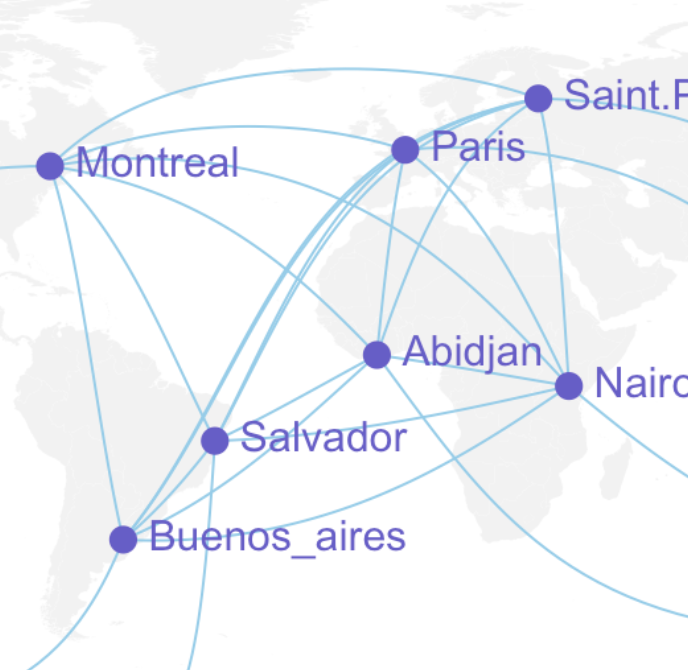 Saint.P
Paris
Montreal
Abidjan
Nairo
Salvador
Buenos_aires